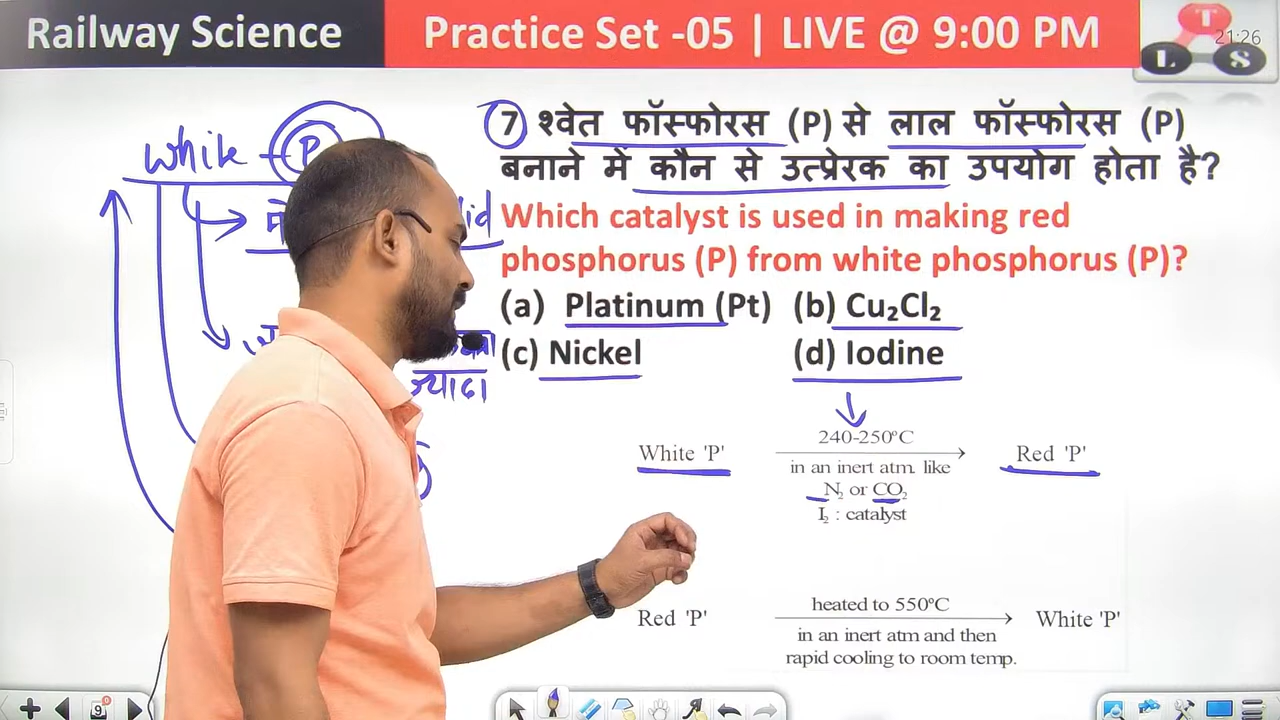 Railway Science
Practice Set -05 | LIVE @ 9:00 PM
T
L S
21:26
White - P
7 श्वेत फॉस्फोरस (P) से लाल फॉस्फोरस (P)
बनाने में कौन से उत्प्रेरक का उपयोग होता है?
Which catalyst is used in making red
phosphorus (P) from white phosphorus (P)?
(a) Platinum (Pt) (b) Cu₂Cl₂
(c) Nickel (d) Iodine
ज्यादा
240-250°C
White 'P' Red 'P'
in an inert atm. like
N₂ or CO₂
I₂ : catalyst
heated to 550°C
Red 'P' White 'P'
in an inert atm and then
rapid cooling to room temp.
9